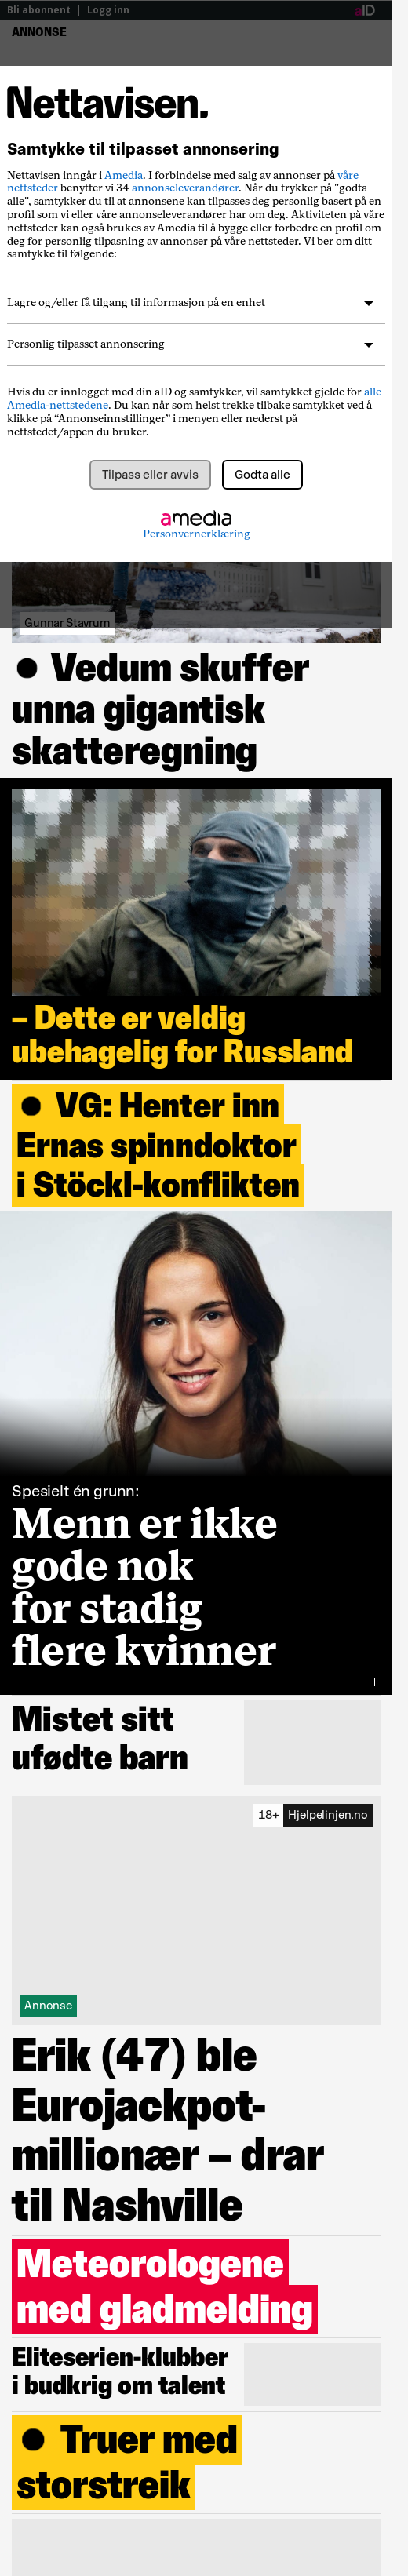 Bli abonnent | Logg inn aID
ANNONSE
Nettavisen.
Samtykke til tilpasset annonsering
Nettavisen inngår i Amedia. I forbindelse med salg av annonser på våre
nettsteder benytter vi 34 annonseleverandører. Når du trykker på "godta
alle", samtykker du til at annonsene kan tilpasses deg personlig basert på en
profil som vi eller våre annonseleverandører har om deg. Aktiviteten på våre
nettsteder kan også brukes av Amedia til å bygge eller forbedre en profil om
deg for personlig tilpasning av annonser på våre nettsteder. Vi ber om ditt
samtykke til følgende:
Lagre og/eller få tilgang til informasjon på en enhet
Personlig tilpasset annonsering
Hvis du er innlogget med din aID og samtykker, vil samtykket gjelde for alle
Amedia-nettstedene. Du kan når som helst trekke tilbake samtykket ved å
klikke på “Annonseinnstillinger” i menyen eller nederst på
nettstedet/appen du bruker.
Tilpass eller avvis Godta alle
amedia
Personvernerklæring
Gunnar Stavrum
● Vedum skuffer
unna gigantisk
skatteregning
– Dette er veldig
ubehagelig for Russland
● VG: Henter inn
Ernas spinndoktor
i Stöckl-konflikten
Spesielt én grunn:
Menn er ikke
gode nok
for stadig
flere kvinner
Mistet sitt
ufødte barn
18+ Hjelpelinjen.no
Annonse
Erik (47) ble
Eurojackpot-
millionær – drar
til Nashville
Meteorologene
med gladmelding
Eliteserien-klubber
i budkrig om talent
● Truer med
storstreik